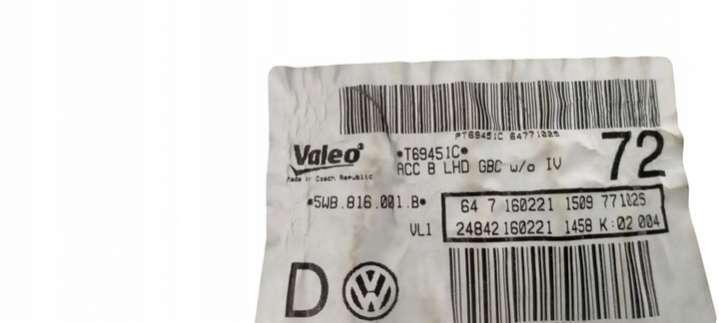 PT69451C 64771025
Valeo
Made in Czech Republic
*T69451C*
ACC B LHD GBC w/o IV
72
*5WB.816.001.B*
64 7 160221 1509 771025
VL1
24842 160221 1458 K:02 004
D